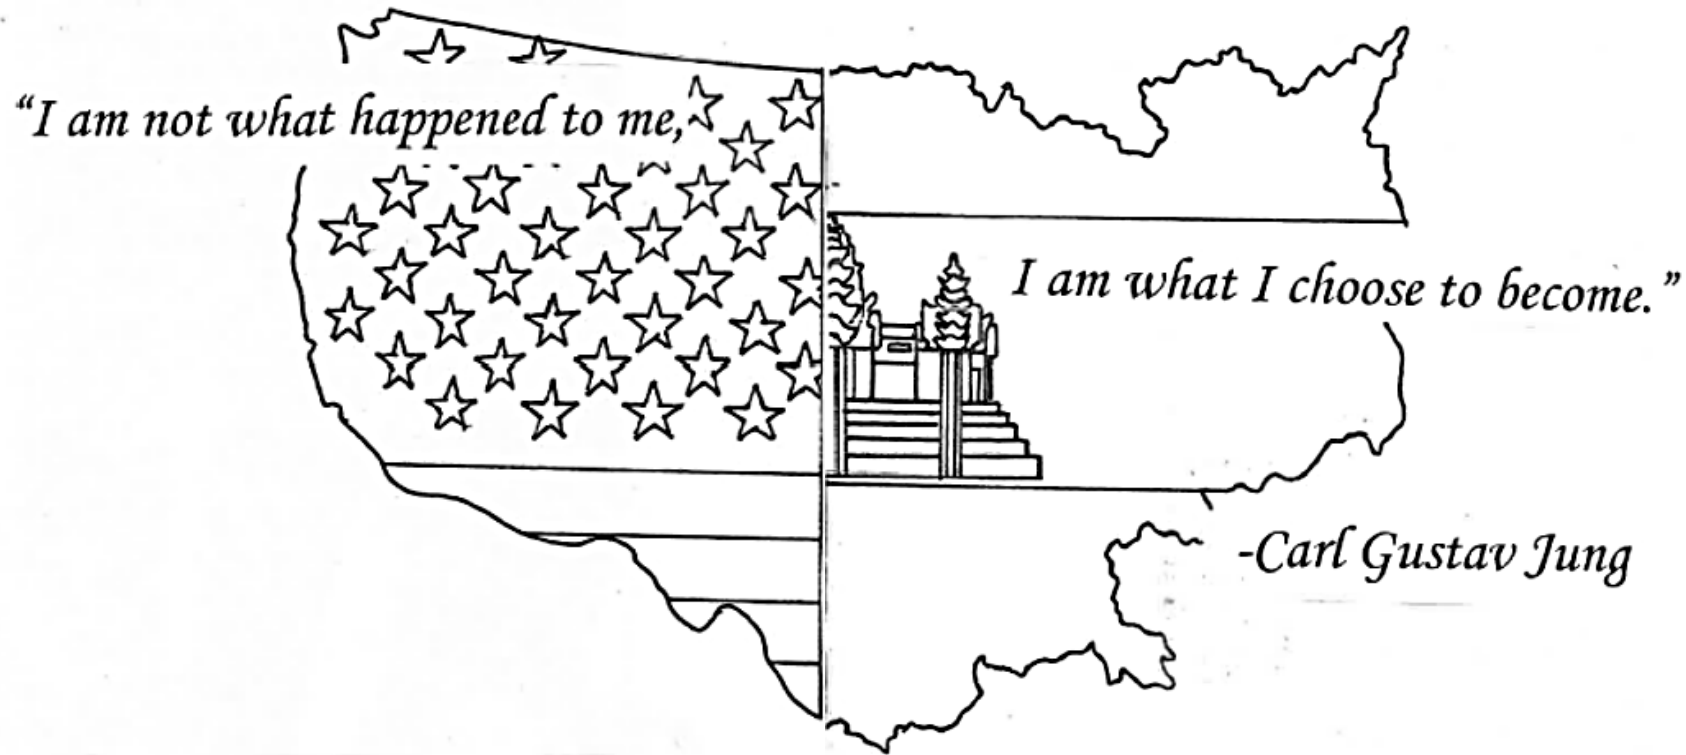 “I am not what happened to me,
I am what I choose to become.”
-Carl Gustav Jung